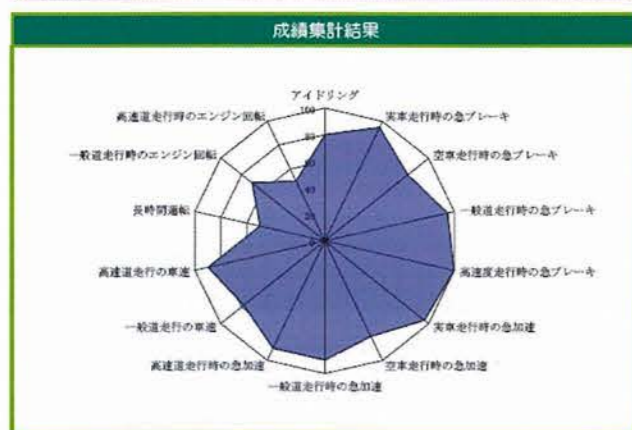 成績集計結果
アイドリング
実車走行時の急ブレーキ
空車走行時の急ブレーキ
一般道走行時の急ブレーキ
高速度走行時の急ブレーキ
実車走行時の急加速
空車走行時の急加速
一般道走行時の急加速
高速道走行時の急加速
一般道走行の車速
高速道走行の車速
長時間運転
一般道走行時のエンジン回転
高速道走行時のエンジン回転
100
80
60
40
20
0